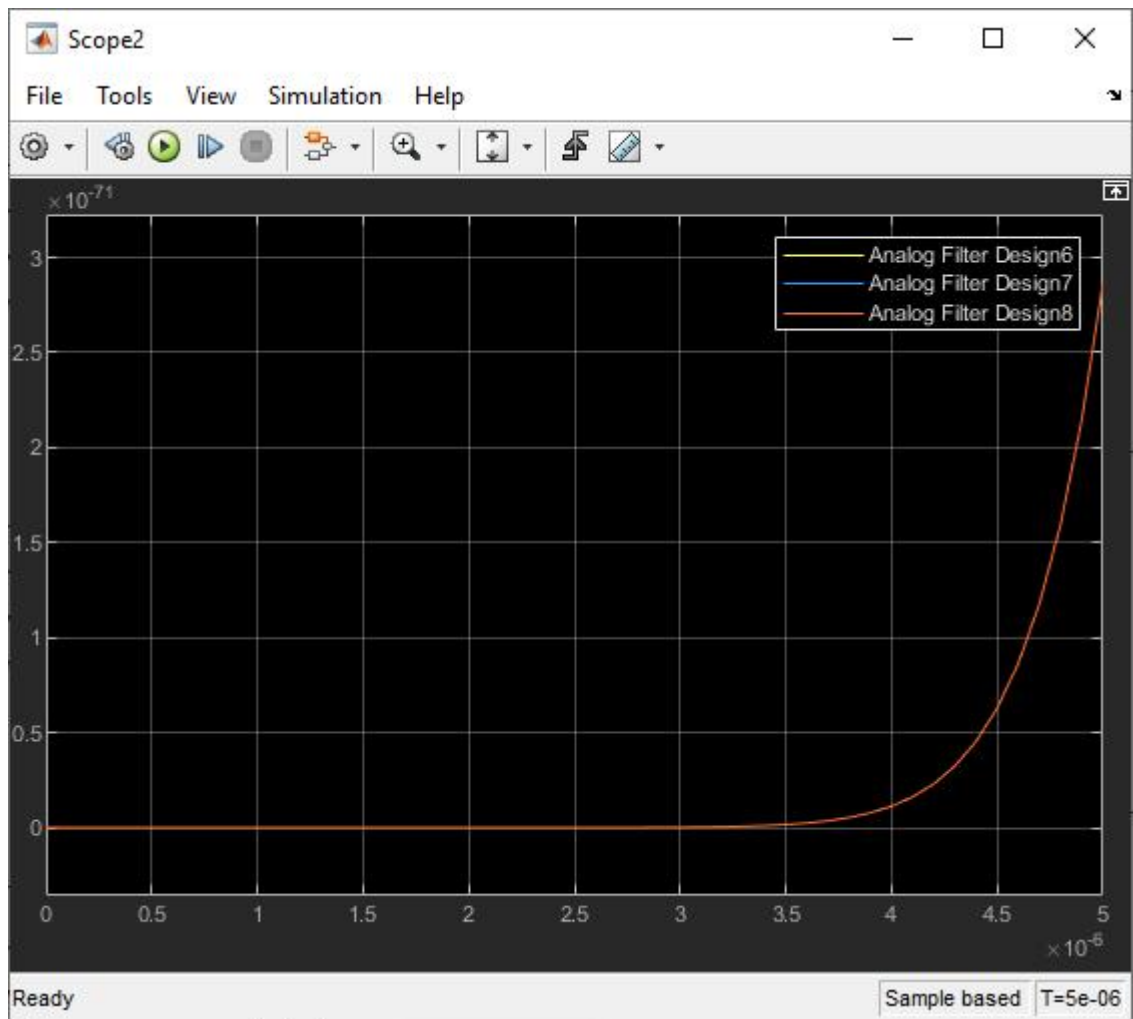 Scope2
File Tools View Simulation Help
×10-71
Analog Filter Design6
Analog Filter Design7
Analog Filter Design8
3
2.5
2
1.5
1
0.5
0
0 0.5 1 1.5 2 2.5 3 3.5 4 4.5 5
×10-6
Ready Sample based T=5e-06